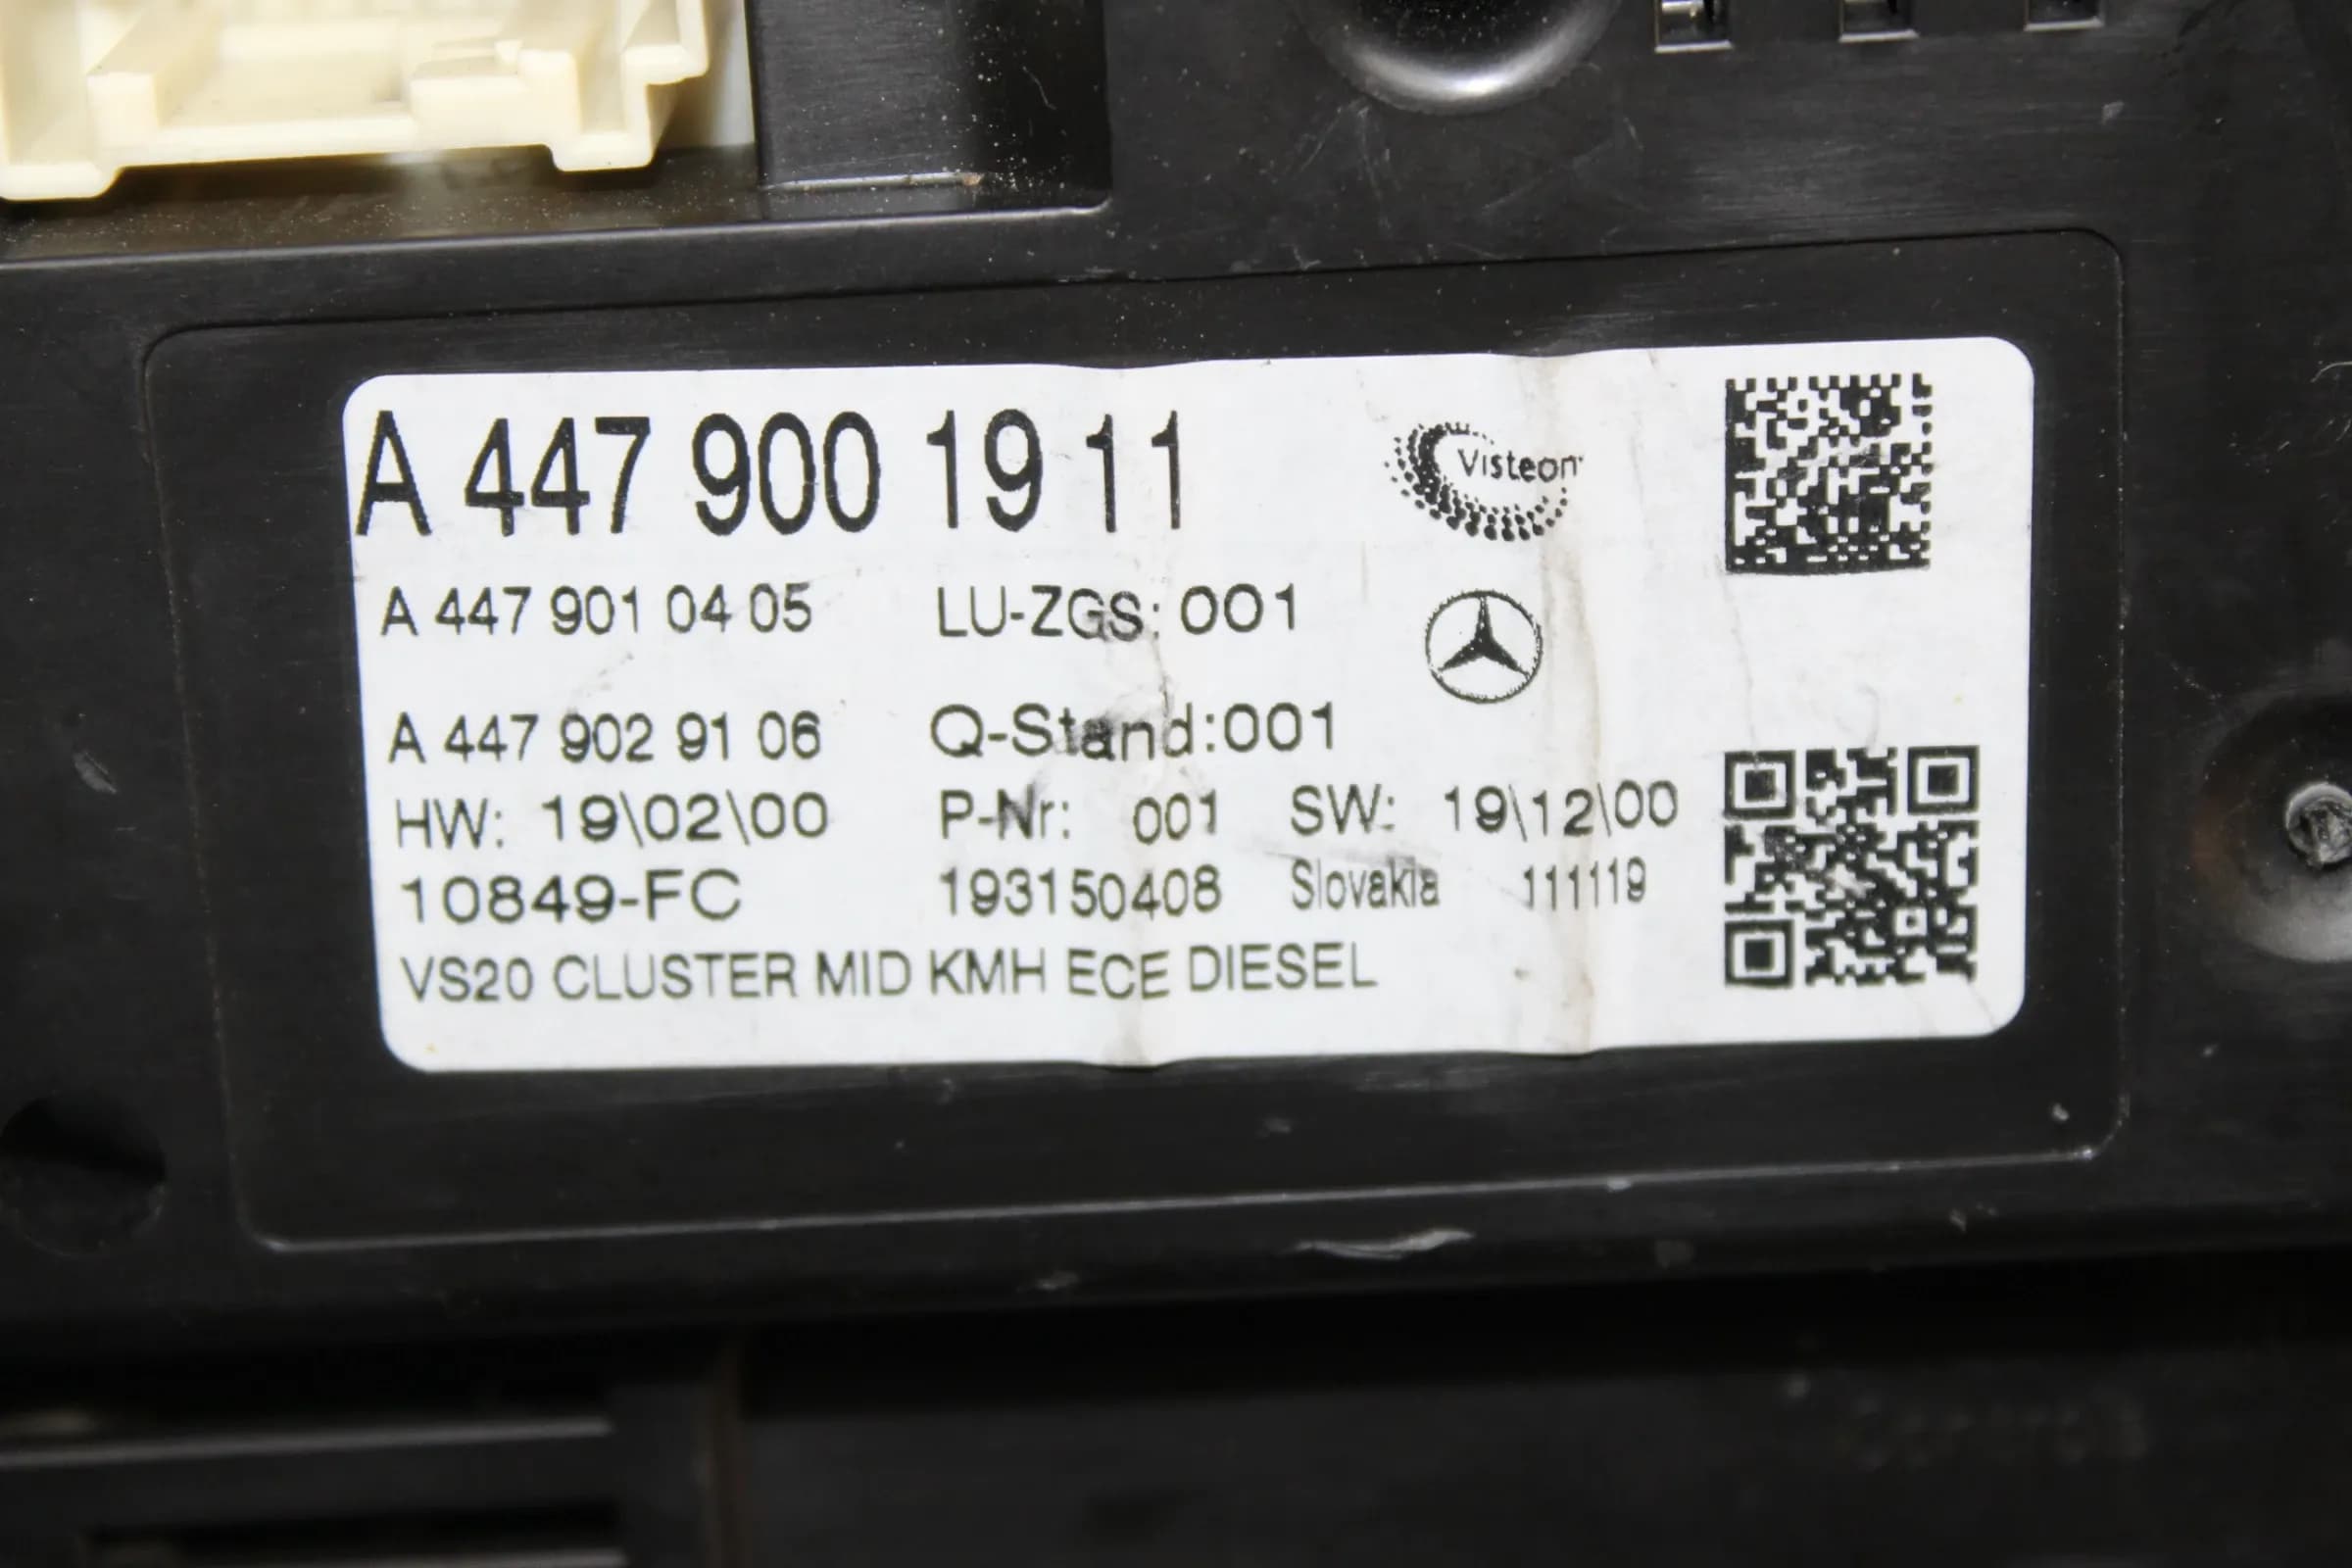 A 447 900 19 11
Visteon
A 447 901 04 05 LU-ZGS: 001
A 447 902 91 06 Q-Stand:001
HW: 19\02\00 P-Nr: 001 SW: 19\12\00
10849-FC 193150408 Slovakia 111119
VS20 CLUSTER MID KMH ECE DIESEL